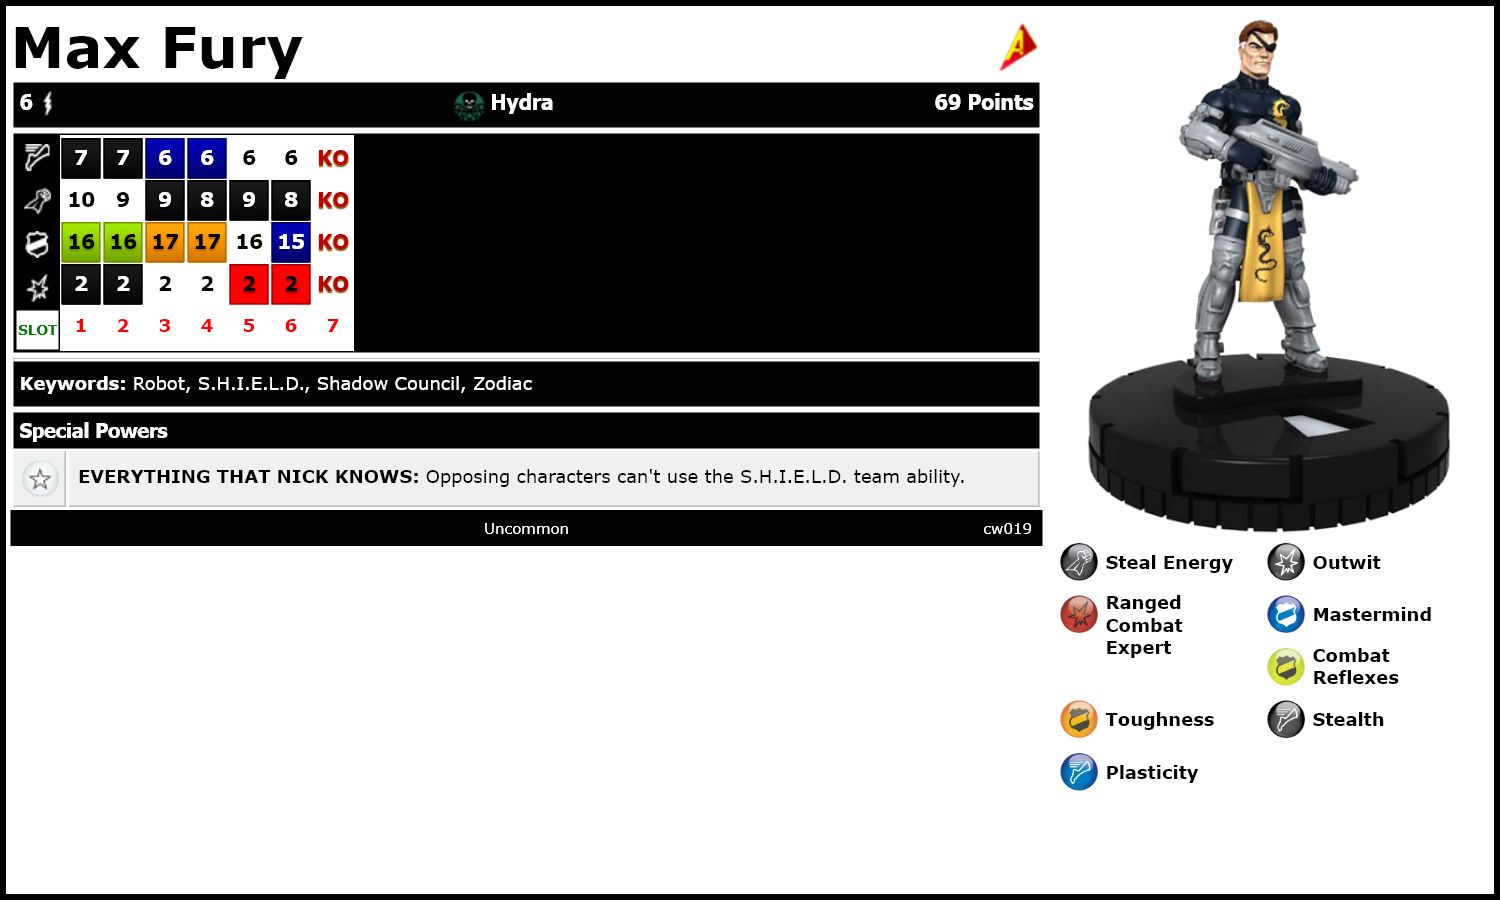 Max Fury
A
6 Hydra 69 Points
7 7 6 6 6 6 KO
10 9 9 8 9 8 KO
16 16 17 17 16 15 KO
2 2 2 2 2 2 KO
SLOT 1 2 3 4 5 6 7
Keywords: Robot, S.H.I.E.L.D., Shadow Council, Zodiac
Special Powers
EVERYTHING THAT NICK KNOWS: Opposing characters can't use the S.H.I.E.L.D. team ability.
Uncommon cw019
Steal Energy
Outwit
Ranged
Combat
Expert
Mastermind
Combat
Reflexes
Toughness
Stealth
Plasticity